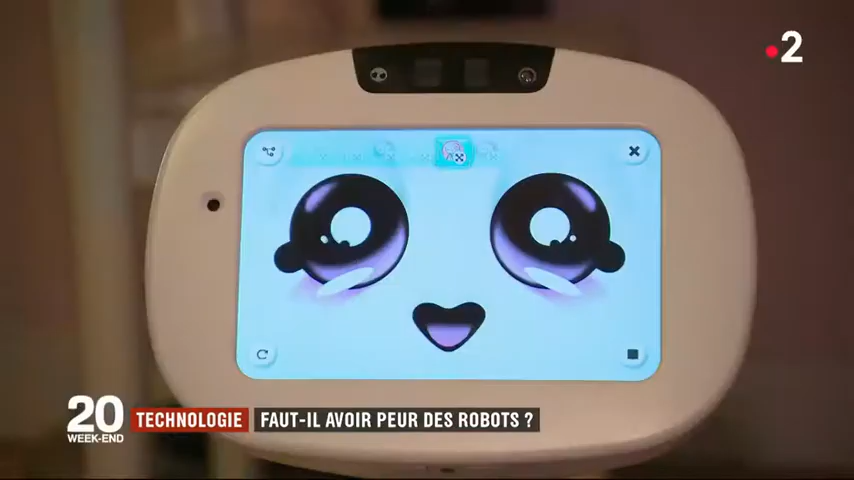 2
20
WEEK-END
TECHNOLOGIE
FAUT-IL AVOIR PEUR DES ROBOTS ?